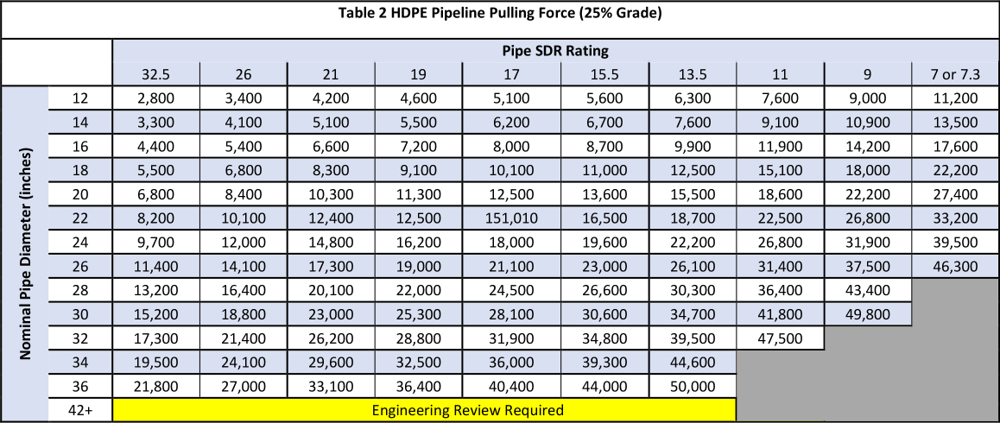 Table 2 HDPE Pipeline Pulling Force (25% Grade)
Pipe SDR Rating
32.5 26 21 19 17 15.5 13.5 11 9 7 or 7.3
Nominal Pipe Diameter (inches)
12 2,800 3,400 4,200 4,600 5,100 5,600 6,300 7,600 9,000 11,200
14 3,300 4,100 5,100 5,500 6,200 6,700 7,600 9,100 10,900 13,500
16 4,400 5,400 6,600 7,200 8,000 8,700 9,900 11,900 14,200 17,600
18 5,500 6,800 8,300 9,100 10,100 11,000 12,500 15,100 18,000 22,200
20 6,800 8,400 10,300 11,300 12,500 13,600 15,500 18,600 22,200 27,400
22 8,200 10,100 12,400 12,500 151,010 16,500 18,700 22,500 26,800 33,200
24 9,700 12,000 14,800 16,200 18,000 19,600 22,200 26,800 31,900 39,500
26 11,400 14,100 17,300 19,000 21,100 23,000 26,100 31,400 37,500 46,300
28 13,200 16,400 20,100 22,000 24,500 26,600 30,300 36,400 43,400
30 15,200 18,800 23,000 25,300 28,100 30,600 34,700 41,800 49,800
32 17,300 21,400 26,200 28,800 31,900 34,800 39,500 47,500
34 19,500 24,100 29,600 32,500 36,000 39,300 44,600
36 21,800 27,000 33,100 36,400 40,400 44,000 50,000
42+ Engineering Review Required